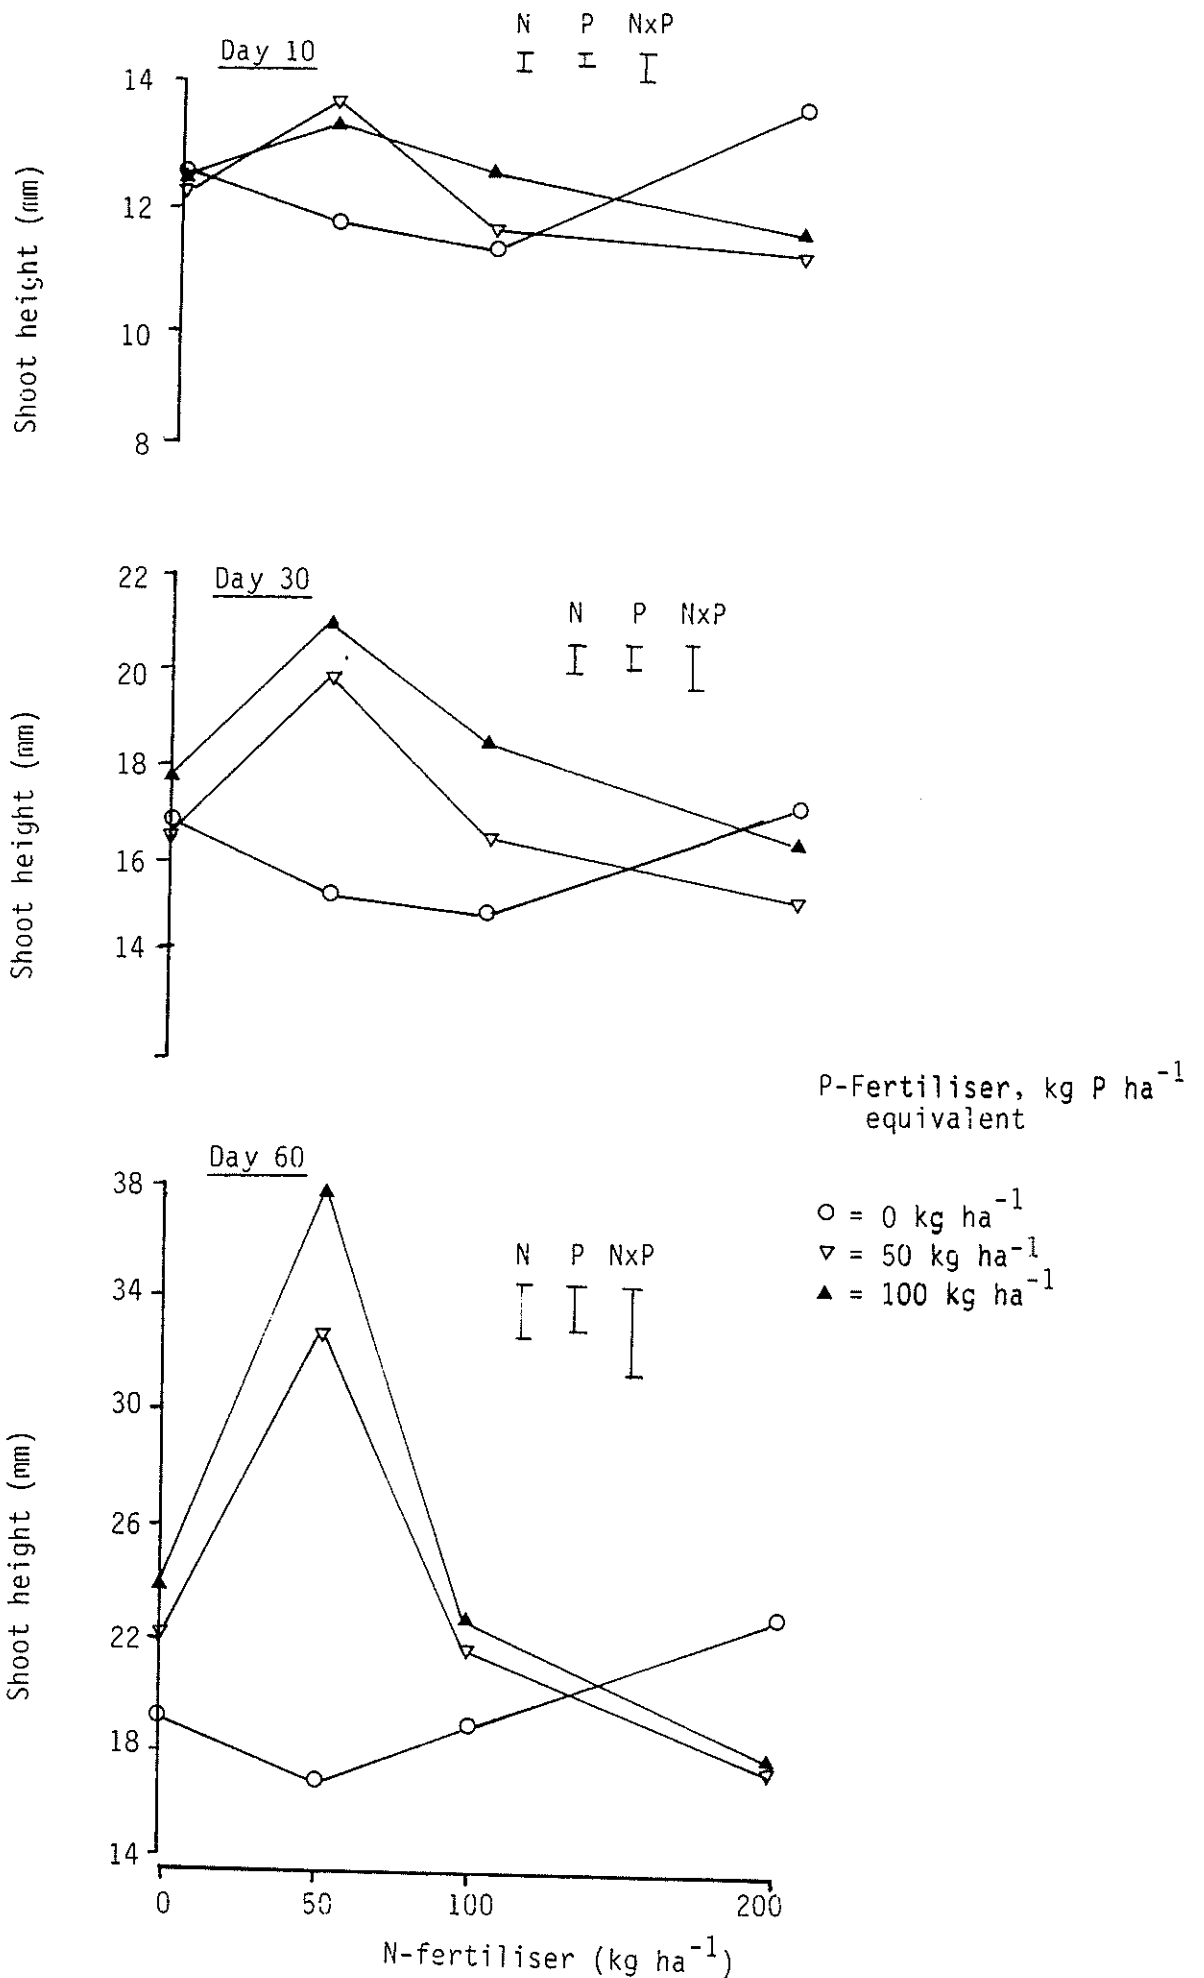 N P NxP
Day 10
14
12
10
8
Shoot height (mm)
Day 30
N P NxP
22
20
18
16
14
Shoot height (mm)
P-Fertiliser, kg P ha⁻¹
equivalent
O = 0 kg ha⁻¹
▽ = 50 kg ha⁻¹
▲ = 100 kg ha⁻¹
Day 60
N P NxP
38
34
30
26
22
18
14
Shoot height (mm)
0 50 100 200
N-fertiliser (kg ha⁻¹)